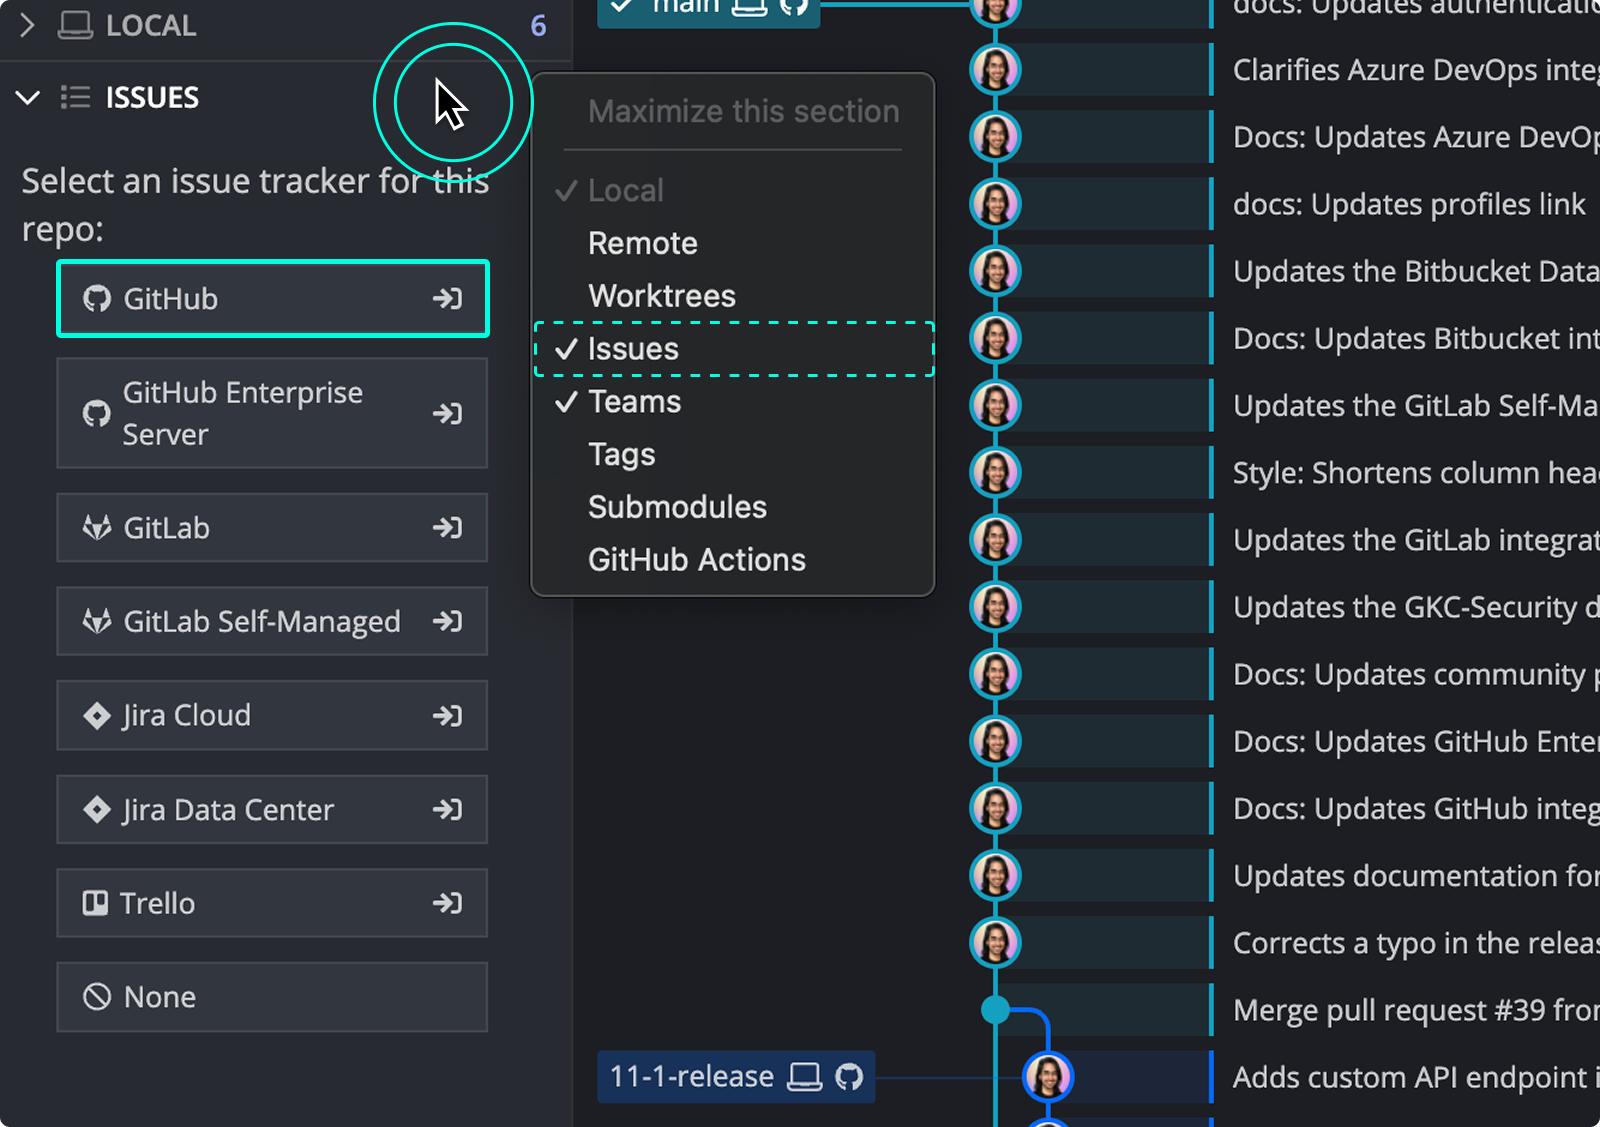 LOCAL
6
ISSUES
Select an issue tracker for this
repo:
GitHub
GitHub Enterprise
Server
GitLab
GitLab Self-Managed
Jira Cloud
Jira Data Center
Trello
None
Maximize this section
Local
Remote
Worktrees
Issues
Teams
Tags
Submodules
GitHub Actions
main
11-1-release
docs: Updates authenticatio
Clarifies Azure DevOps integ
Docs: Updates Azure DevOp
docs: Updates profiles link
Updates the Bitbucket Data
Docs: Updates Bitbucket int
Updates the GitLab Self-Ma
Style: Shortens column head
Updates the GitLab integrat
Updates the GKC-Security d
Docs: Updates community p
Docs: Updates GitHub Enter
Docs: Updates GitHub integ
Updates documentation for
Corrects a typo in the releas
Merge pull request #39 from
Adds custom API endpoint i